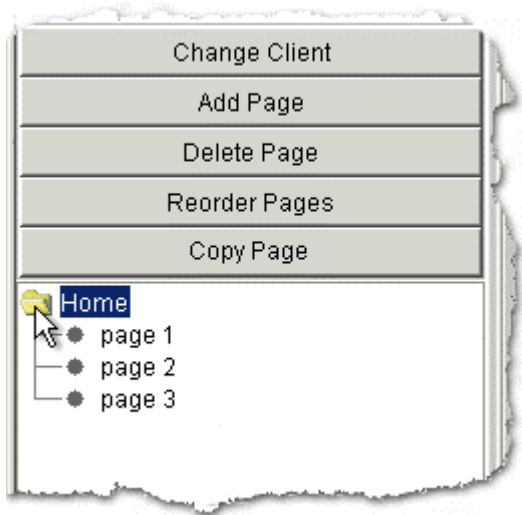 Change Client
Add Page
Delete Page
Reorder Pages
Copy Page
Home
page 1
page 2
page 3